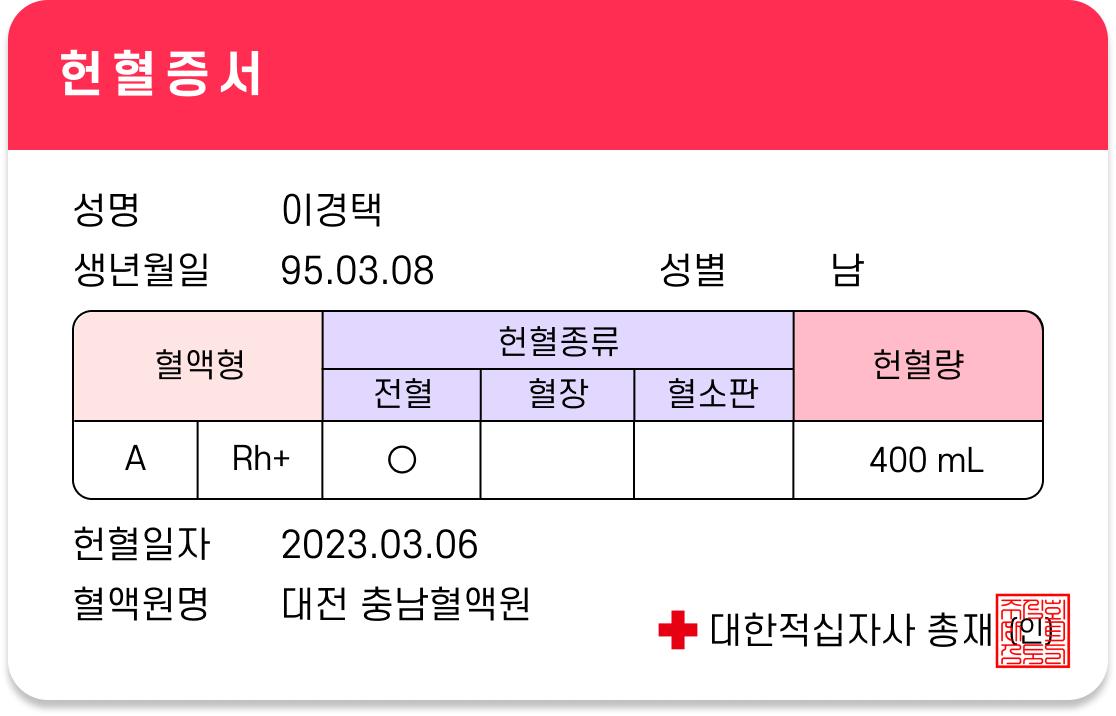 헌혈증서
성명 이경택
생년월일 95.03.08 성별 남
혈액형 헌혈종류 헌혈량
전혈 혈장 혈소판
A Rh+ ○ 400 mL
헌혈일자 2023.03.06
혈액원명 대전 충남혈액원
대한적십자사 총재 (인)